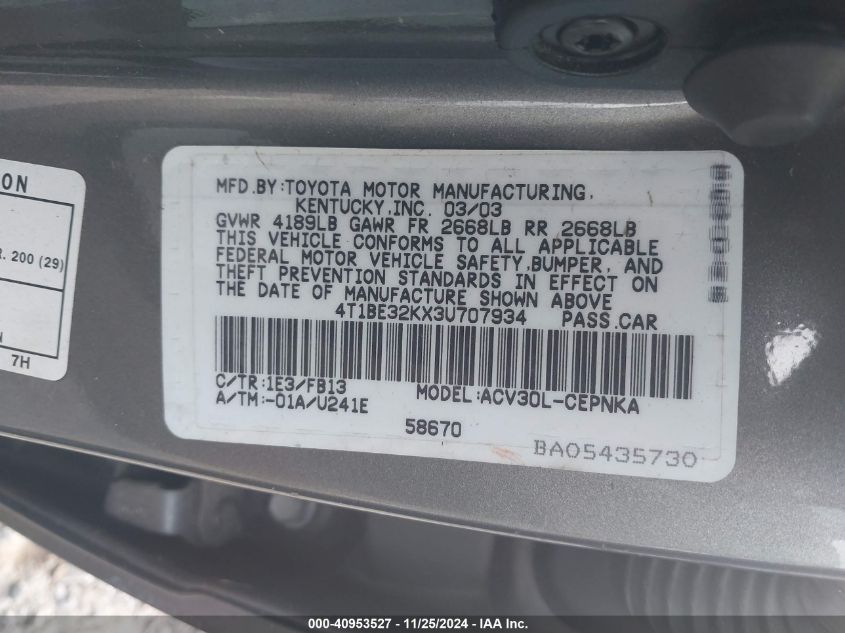 ON
R. 200 (29)
N
7H
MFD.BY:TOYOTA MOTOR MANUFACTURING,
KENTUCKY,INC. 03/03
GVWR 4189LB GAWR FR 2668LB RR 2668LB
THIS VEHICLE CONFORMS TO ALL APPLICABLE
FEDERAL MOTOR VEHICLE SAFETY,BUMPER, AND
THEFT PREVENTION STANDARDS IN EFFECT ON
THE DATE OF MANUFACTURE SHOWN ABOVE
4T1BE32KX3U707934 PASS.CAR
C/TR:1E3/FB13 MODEL:ACV30L-CEPNKA
A/TM:-01A/U241E
58670
BA05435730
000-40953527 - 11/25/2024 - IAA Inc.